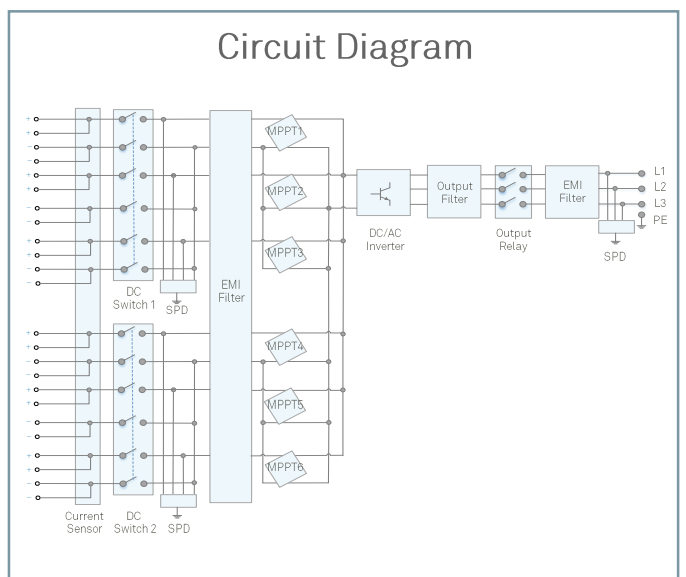 Circuit Diagram
+
+
−
−
+
+
−
−
+
+
−
−
DC
Switch 1
SPD
+
+
−
−
+
+
−
−
+
+
−
−
Current
Sensor
DC
Switch 2
SPD
EMI
Filter
MPPT1
MPPT2
MPPT3
MPPT4
MPPT5
MPPT6
DC/AC
Inverter
Output
Filter
Output
Relay
EMI
Filter
L1
L2
L3
PE
SPD